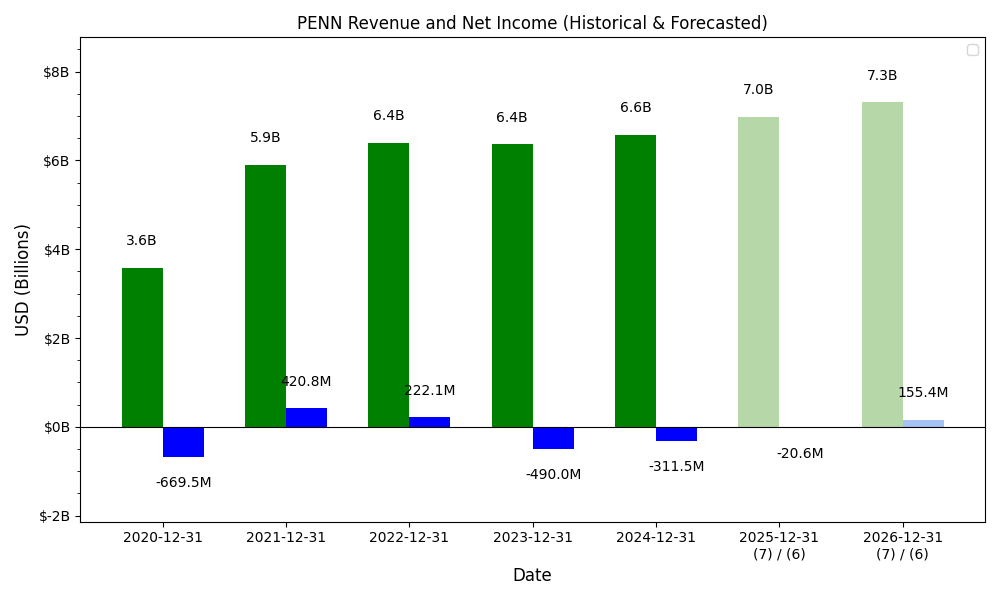 PENN Revenue and Net Income (Historical & Forecasted)
USD (Billions)
$8B
$6B
$4B
$2B
$0B
$-2B
3.6B
5.9B
6.4B
6.4B
6.6B
7.0B
7.3B
-669.5M
420.8M
222.1M
-490.0M
-311.5M
-20.6M
155.4M
2020-12-31
2021-12-31
2022-12-31
2023-12-31
2024-12-31
2025-12-31
(7) / (6)
2026-12-31
(7) / (6)
Date